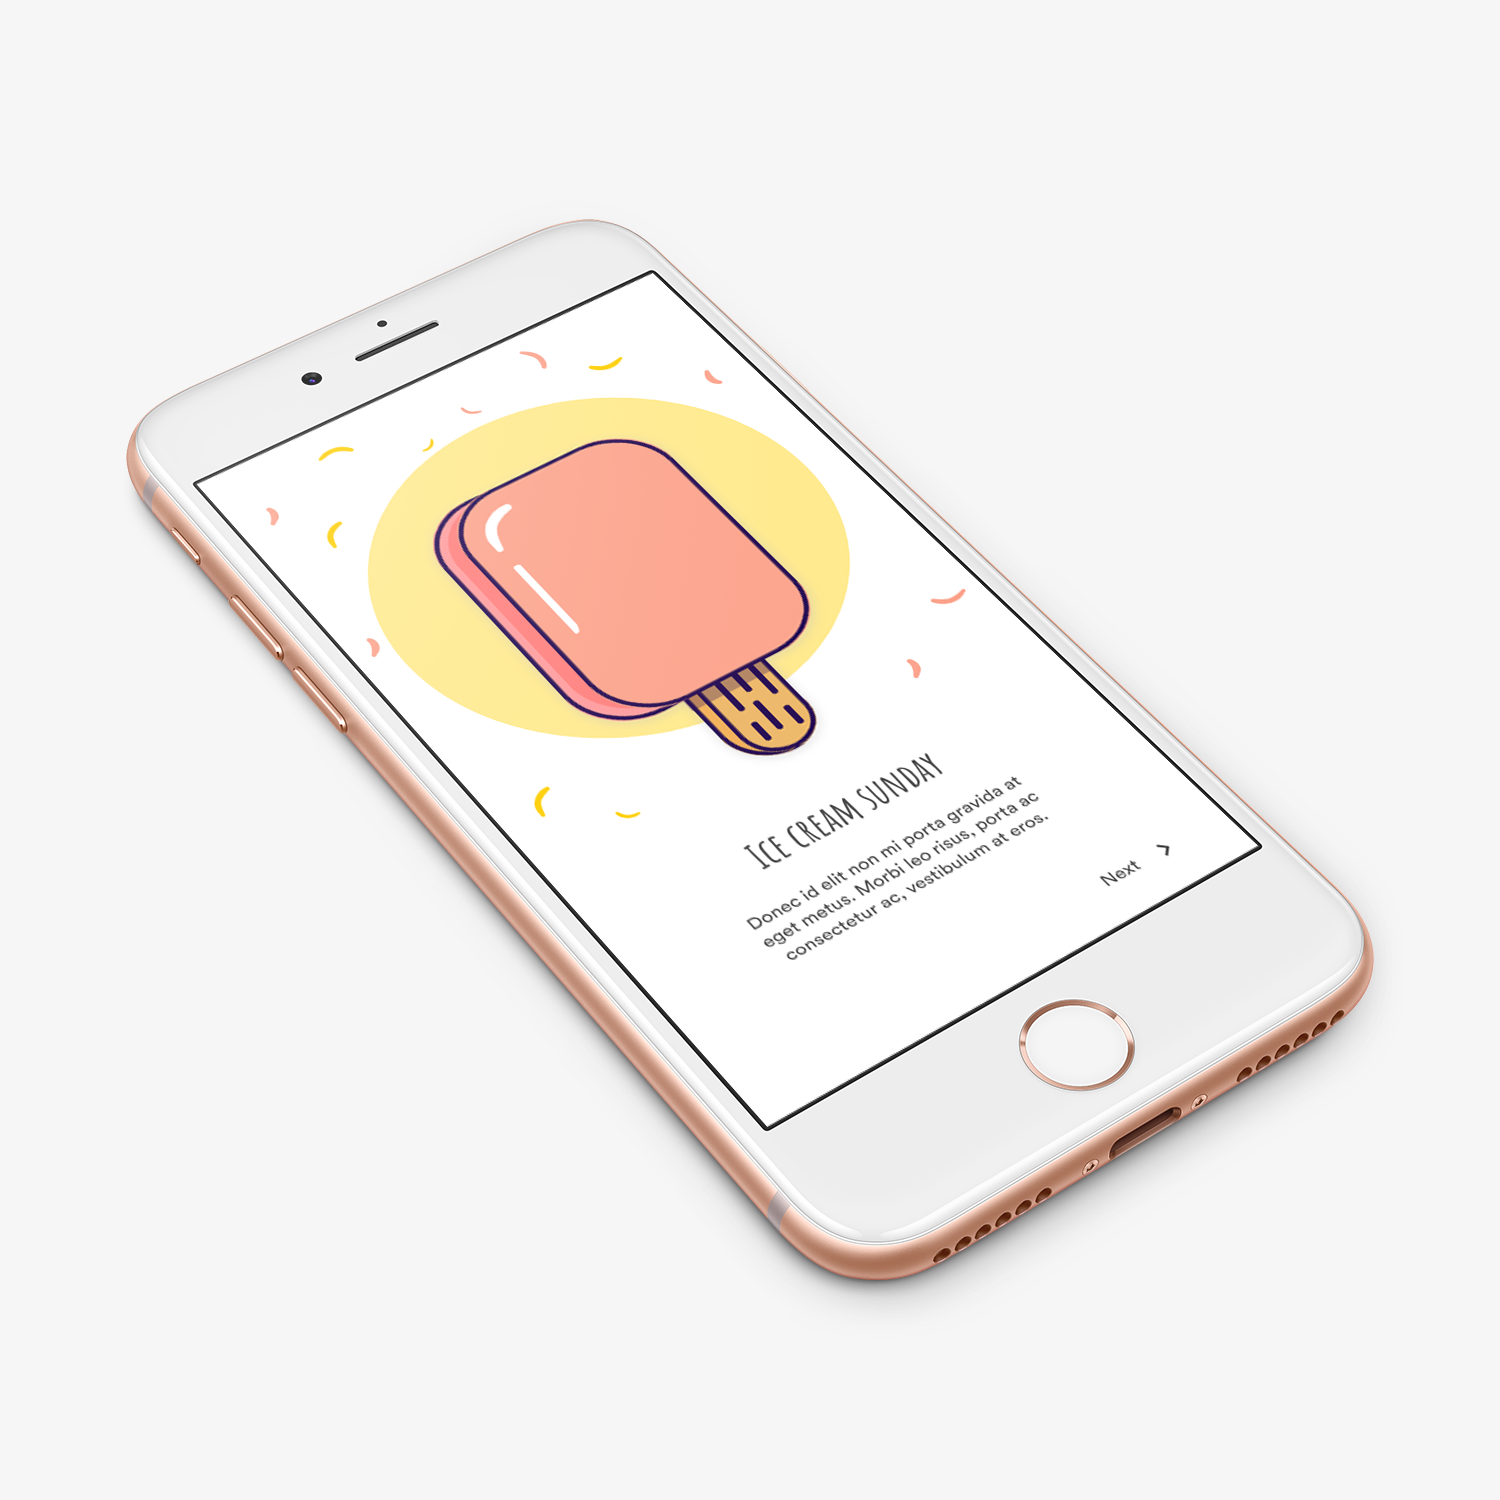 Ice cream sunday
Donec id elit non mi porta gravida at
eget metus. Morbi leo risus, porta ac
consectetur ac, vestibulum at eros.
Next